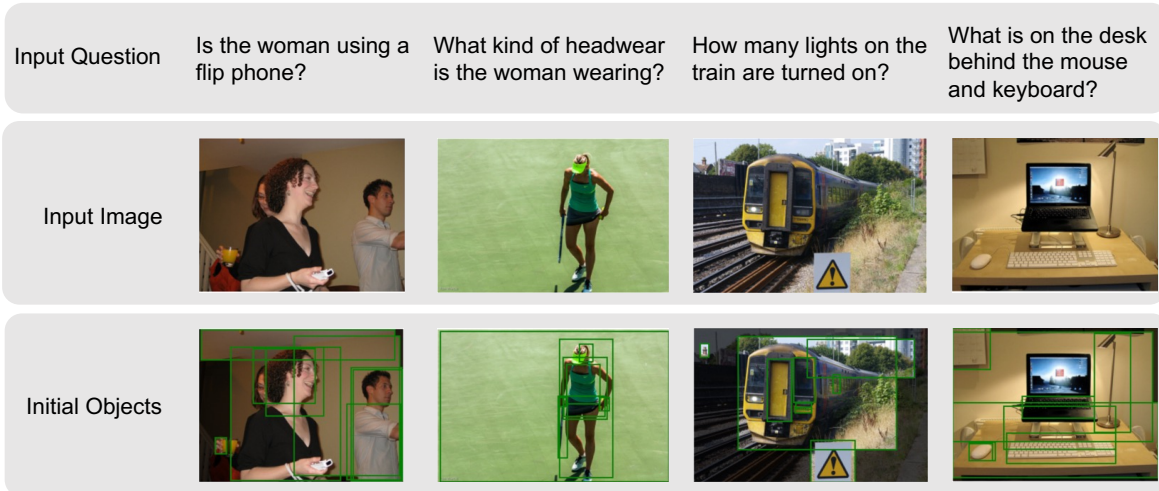 Input Question
Is the woman using a
flip phone?
What kind of headwear
is the woman wearing?
How many lights on the
train are turned on?
What is on the desk
behind the mouse
and keyboard?
Input Image
Initial Objects